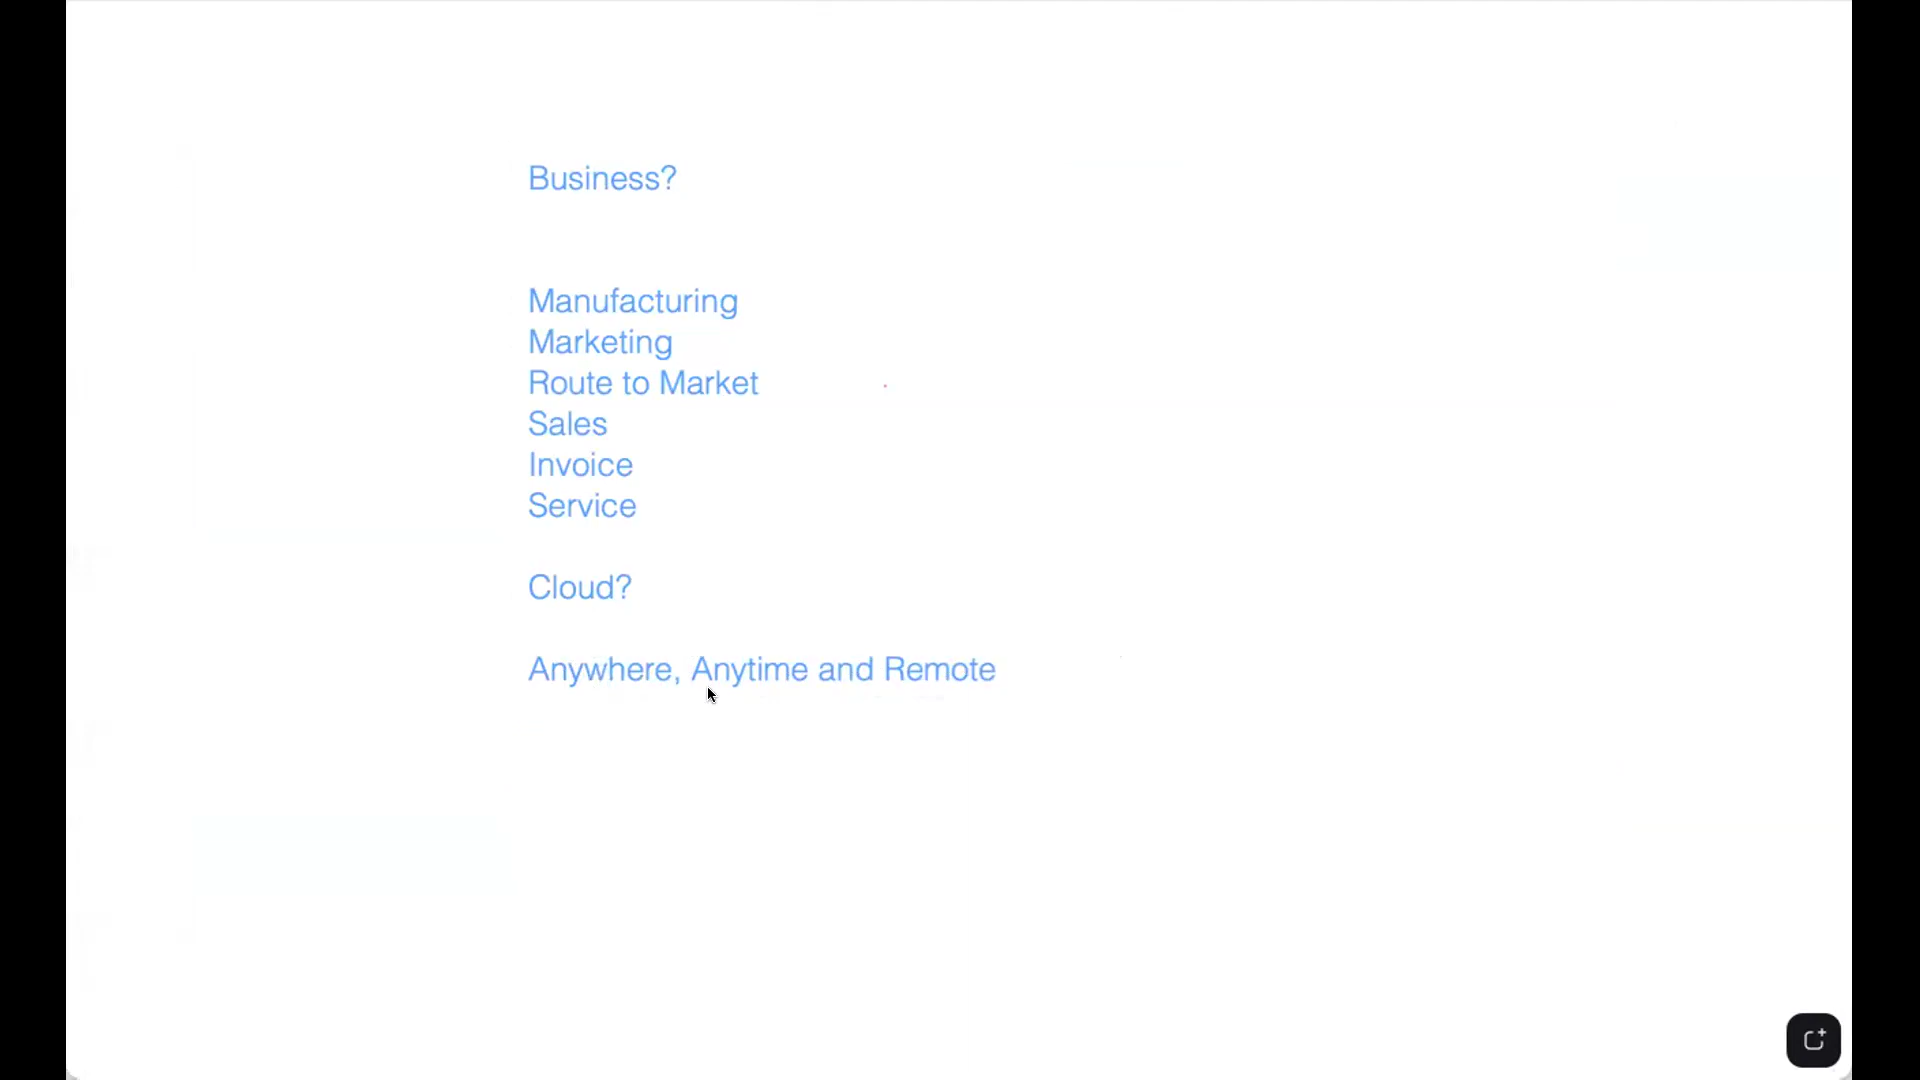 Business?
Manufacturing
Marketing
Route to Market
Sales
Invoice
Service
Cloud?
Anywhere, Anytime and Remote